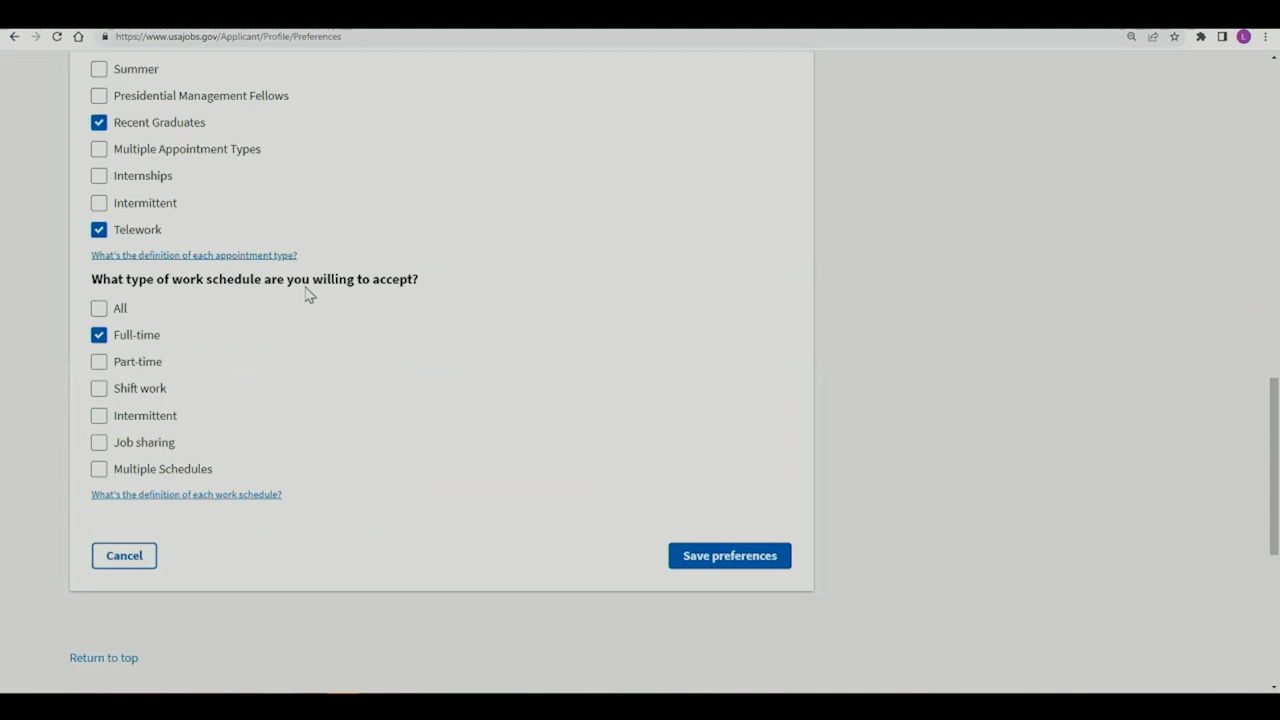 https://www.usajobs.gov/Applicant/Profile/Preferences
L
Summer
Presidential Management Fellows
Recent Graduates
Multiple Appointment Types
Internships
Intermittent
Telework
What's the definition of each appointment type?
What type of work schedule are you willing to accept?
All
Full-time
Part-time
Shift work
Intermittent
Job sharing
Multiple Schedules
What's the definition of each work schedule?
Cancel
Save preferences
Return to top